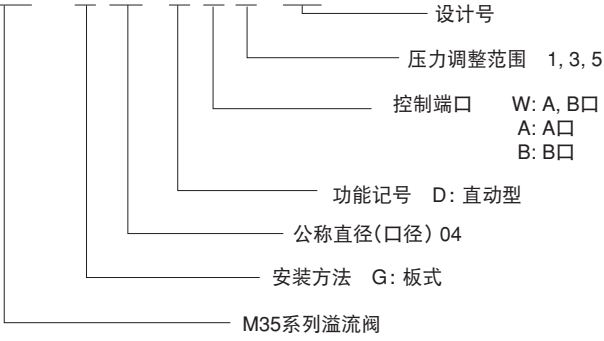 设计号
压力调整范围 1, 3, 5
控制端口 W: A, B口
A: A口
B: B口
功能记号 D: 直动型
公称直径(口径) 04
安装方法 G: 板式
M35系列溢流阀